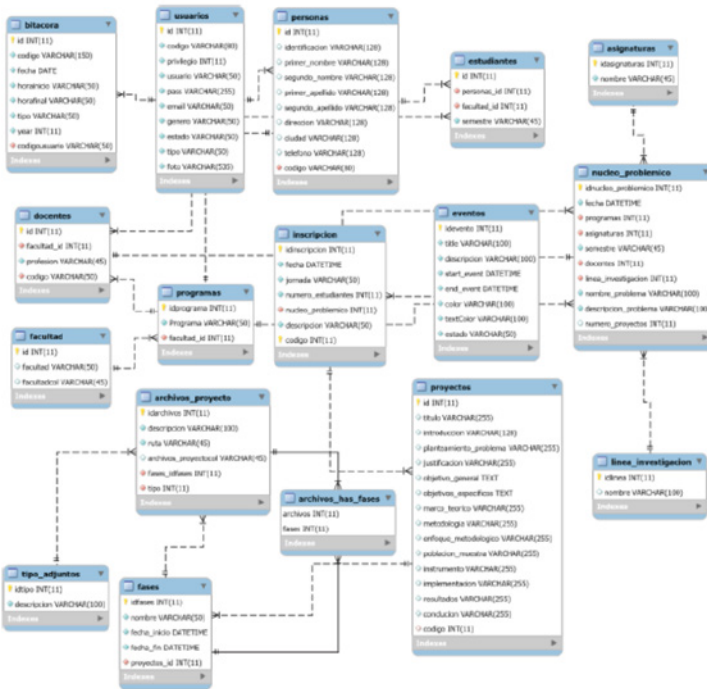 bitacora
id INT(11)
codigo VARCHAR(150)
fecha DATE
horainicio VARCHAR(50)
horafinal VARCHAR(50)
tipo VARCHAR(50)
year INT(11)
codigousuario VARCHAR(50)
Indexes
usuarios
id INT(11)
codigo VARCHAR(80)
privilegio INT(11)
usuario VARCHAR(50)
pass VARCHAR(255)
email VARCHAR(50)
genero VARCHAR(50)
estado VARCHAR(50)
tipo VARCHAR(50)
foto VARCHAR(535)
Indexes
personas
id INT(11)
identificacion VARCHAR(128)
primer_nombre VARCHAR(128)
segundo_nombre VARCHAR(128)
primer_apellido VARCHAR(128)
segundo_apellido VARCHAR(128)
direccion VARCHAR(128)
ciudad VARCHAR(128)
telefono VARCHAR(128)
codigo VARCHAR(80)
Indexes
estudiantes
id INT(11)
personas_id INT(11)
facultad_id INT(11)
semestre VARCHAR(45)
Indexes
asignaturas
idasignaturas INT(11)
nombre VARCHAR(45)
Indexes
nucleo_problemico
idnucleo_problemico INT(11)
fecha DATETIME
programas INT(11)
asignaturas INT(11)
semestre VARCHAR(45)
docentes INT(11)
linea_investigacion INT(11)
nombre_problema VARCHAR(100)
descripcion_problema VARCHAR(100)
numero_proyectos INT(11)
Indexes
docentes
id INT(11)
facultad_id INT(11)
profesion VARCHAR(45)
codigo VARCHAR(50)
Indexes
programas
idprograma INT(11)
Programa VARCHAR(50)
facultad_id INT(11)
Indexes
inscripcion
idinscripcion INT(11)
fecha DATETIME
jornada VARCHAR(50)
numero_estudiantes INT(11)
nucleo_problemico INT(11)
descripcion VARCHAR(50)
codigo INT(11)
Indexes
eventos
idevento INT(11)
title VARCHAR(100)
descripcion VARCHAR(100)
start_event DATETIME
end_event DATETIME
color VARCHAR(100)
textColor VARCHAR(100)
estado VARCHAR(50)
Indexes
facultad
id INT(11)
facultad VARCHAR(50)
facultadcol VARCHAR(45)
Indexes
archivos_proyecto
idarchivos INT(11)
descripcion VARCHAR(100)
ruta VARCHAR(45)
archivos_proyectocol VARCHAR(45)
fases_idfases INT(11)
tipo INT(11)
Indexes
proyectos
id INT(11)
titulo VARCHAR(255)
introduccion VARCHAR(128)
planteamiento_problema VARCHAR(255)
justificacion VARCHAR(255)
objetivo_general TEXT
objetivos_especificos TEXT
marco_teorico VARCHAR(255)
metodologia VARCHAR(255)
enfoque_metodologico VARCHAR(255)
poblacion_muestra VARCHAR(255)
instrumento VARCHAR(255)
implementacion VARCHAR(255)
resultados VARCHAR(255)
conclucion VARCHAR(255)
codigo INT(11)
Indexes
linea_investigacion
idlinea INT(11)
nombre VARCHAR(100)
Indexes
archivos_has_fases
archivos INT(11)
fases INT(11)
Indexes
tipo_adjuntos
idtipo INT(11)
descripcion VARCHAR(100)
Indexes
fases
idfases INT(11)
nombre VARCHAR(50)
fecha_inicio DATETIME
fecha_fin DATETIME
proyectos_id INT(11)
Indexes